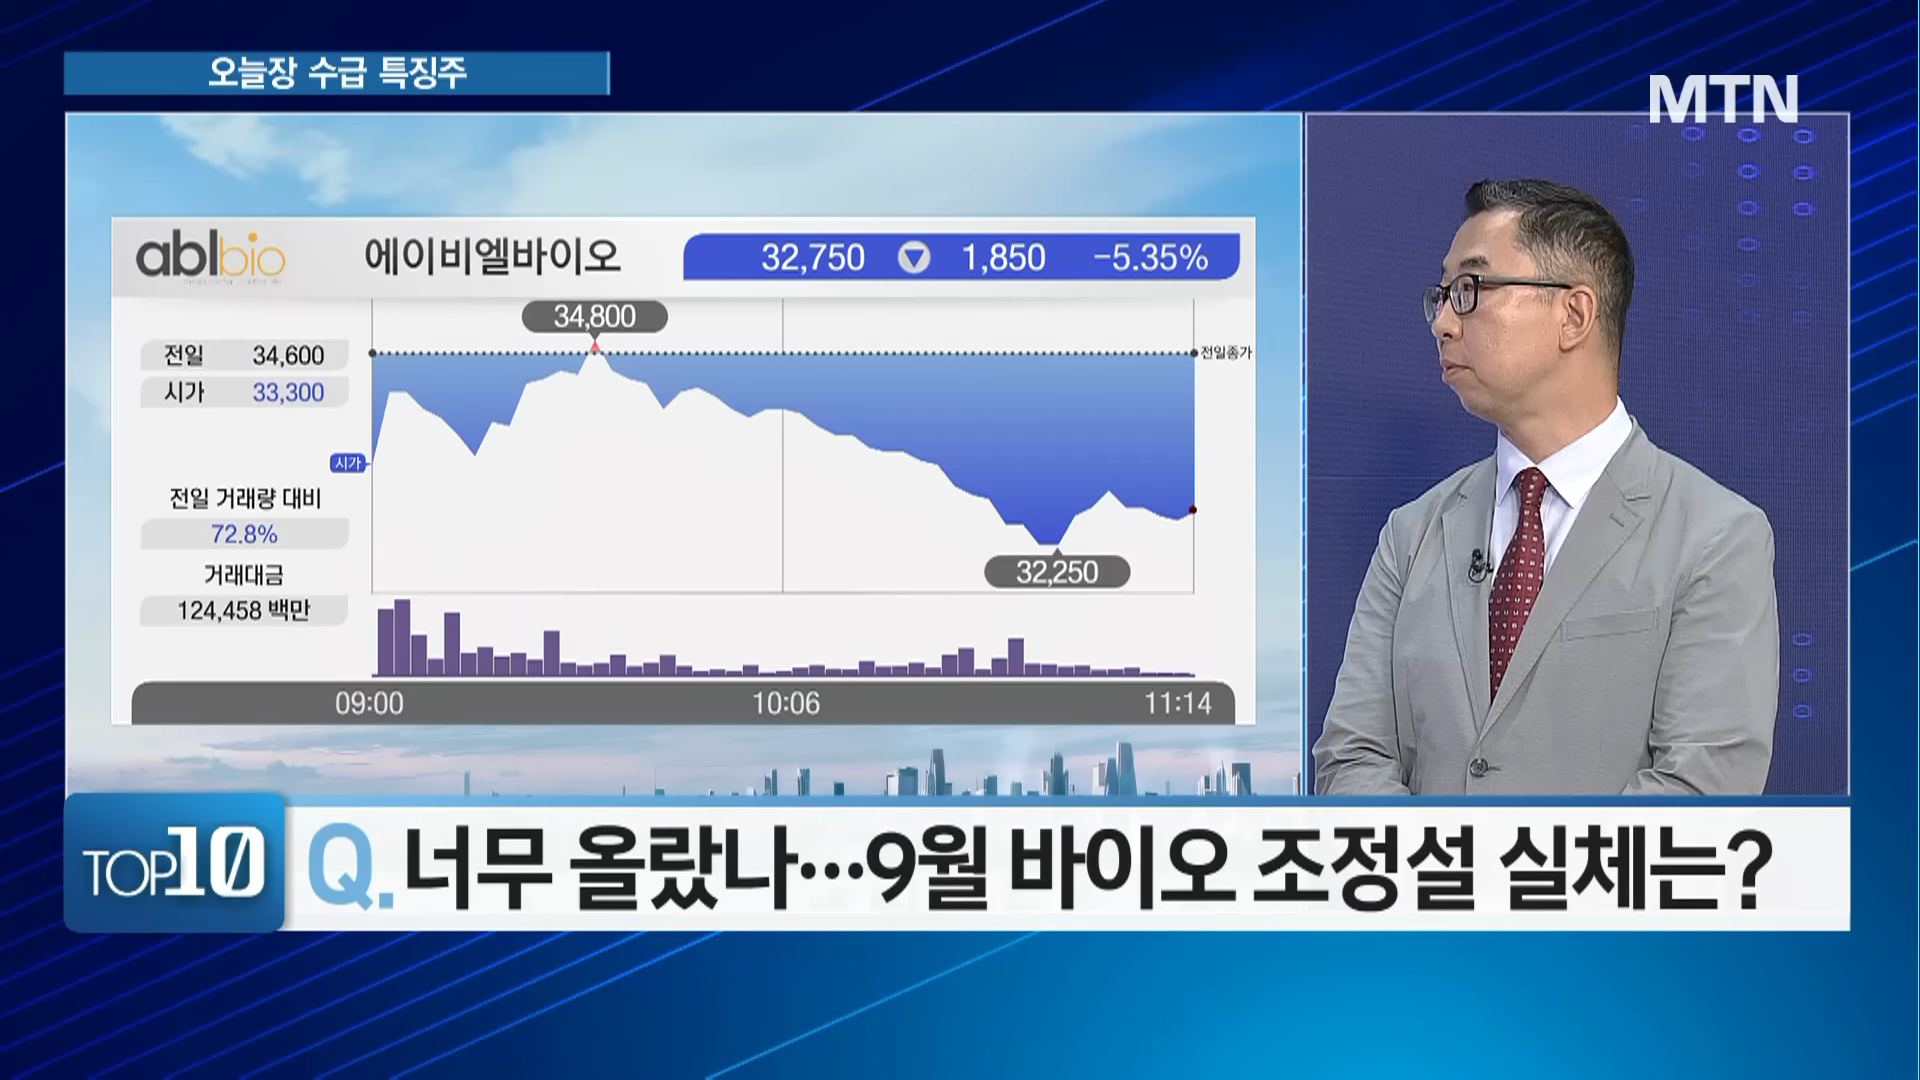 오늘장 수급 특징주
MTN
ablbio
에이비엘바이오
32,750 ▼ 1,850 -5.35%
34,800
전일 34,600
전일종가
시가 33,300
시가
전일 거래량 대비
72.8%
거래대금
124,458 백만
32,250
09:00 10:06 11:14
TOP10
Q. 너무 올랐나…9월 바이오 조정설 실체는?